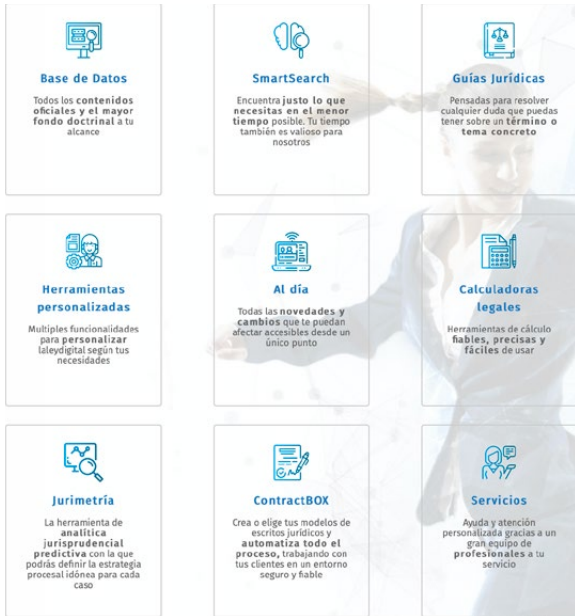 Base de Datos
Todos los contenidos
oficiales y el mayor
fondo doctrinal a tu
alcance
SmartSearch
Encuentra justo lo que
necesitas en el menor
tiempo posible. Tu tiempo
también es valioso para
nosotros
Guías Jurídicas
Pensadas para resolver
cualquier duda que puedas
tener sobre un término o
tema concreto
Herramientas
personalizadas
Multiples funcionalidades
para personalizar
laleydigital según tus
necesidades
Al día
Todas las novedades y
cambios que te puedan
afectar accesibles desde un
único punto
Calculadoras
legales
Herramientas de cálculo
fiables, precisas y
fáciles de usar
Jurimetría
La herramienta de
analítica
jurisprudencial
predictiva con la que
podrás definir la estrategia
procesal idónea para cada
caso
ContractBOX
Crea o elige tus modelos de
escritos jurídicos y
automatiza todo el
proceso, trabajando con
tus clientes en un entorno
seguro y fiable
Servicios
Ayuda y atención
personalizada gracias a un
gran equipo de
profesionales a tu
servicio